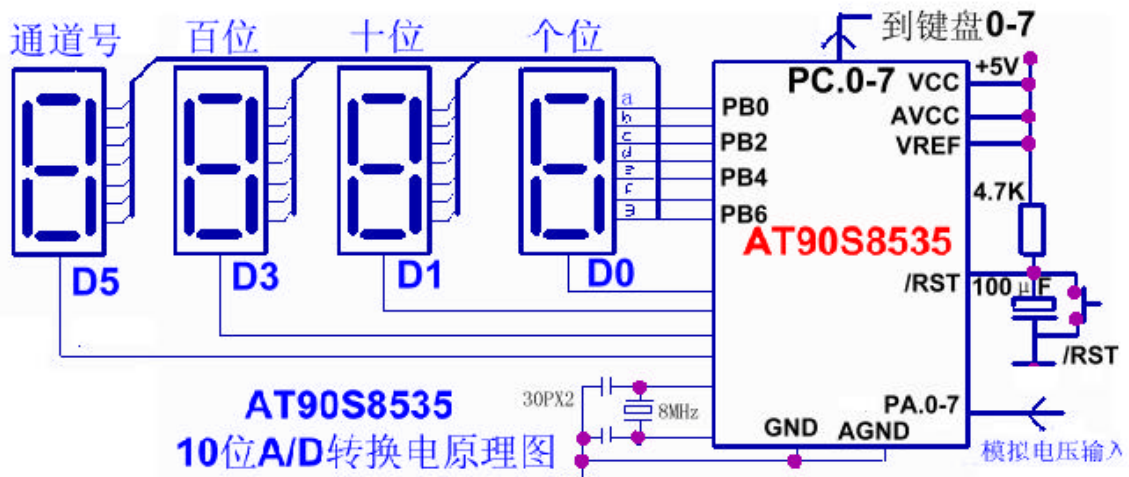 通道号 百位 十位 个位 到键盘0-7
PC.0-7 VCC +5V
a PB0 AVCC
b
c PB2 VREF
d
e PB4
f 4.7K
g PB6
AT90S8535
D5 D3 D1 D0 /RST 100μF
/RST
30PX2 8MHz
PA.0-7
GND AGND
模拟电压输入
AT90S8535
10位A/D转换电原理图